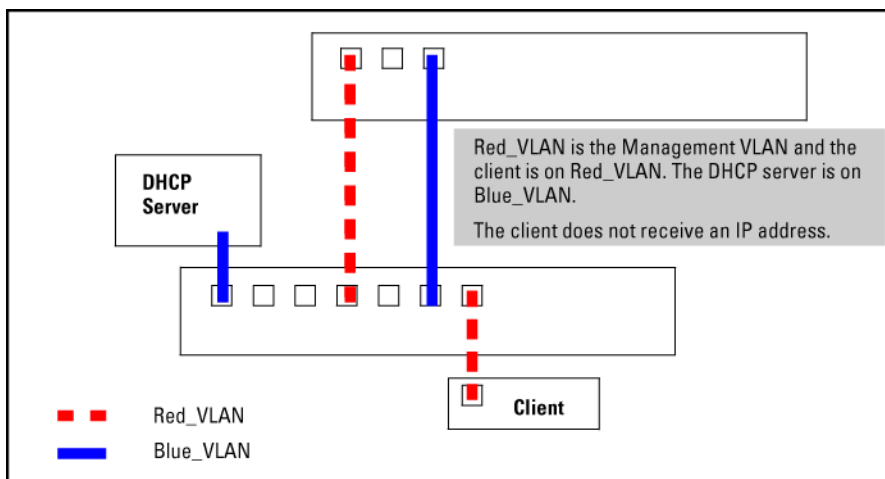 Red_VLAN is the Management VLAN and the
client is on Red_VLAN. The DHCP server is on
Blue_VLAN.
The client does not receive an IP address.
DHCP
Server
Client
Red_VLAN
Blue_VLAN